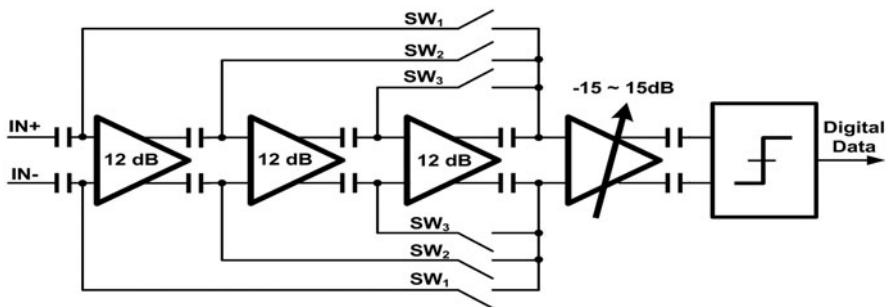 SW1
SW2
SW3
-15 ~ 15dB
IN+
IN-
12 dB
12 dB
12 dB
Digital
Data
SW3
SW2
SW1